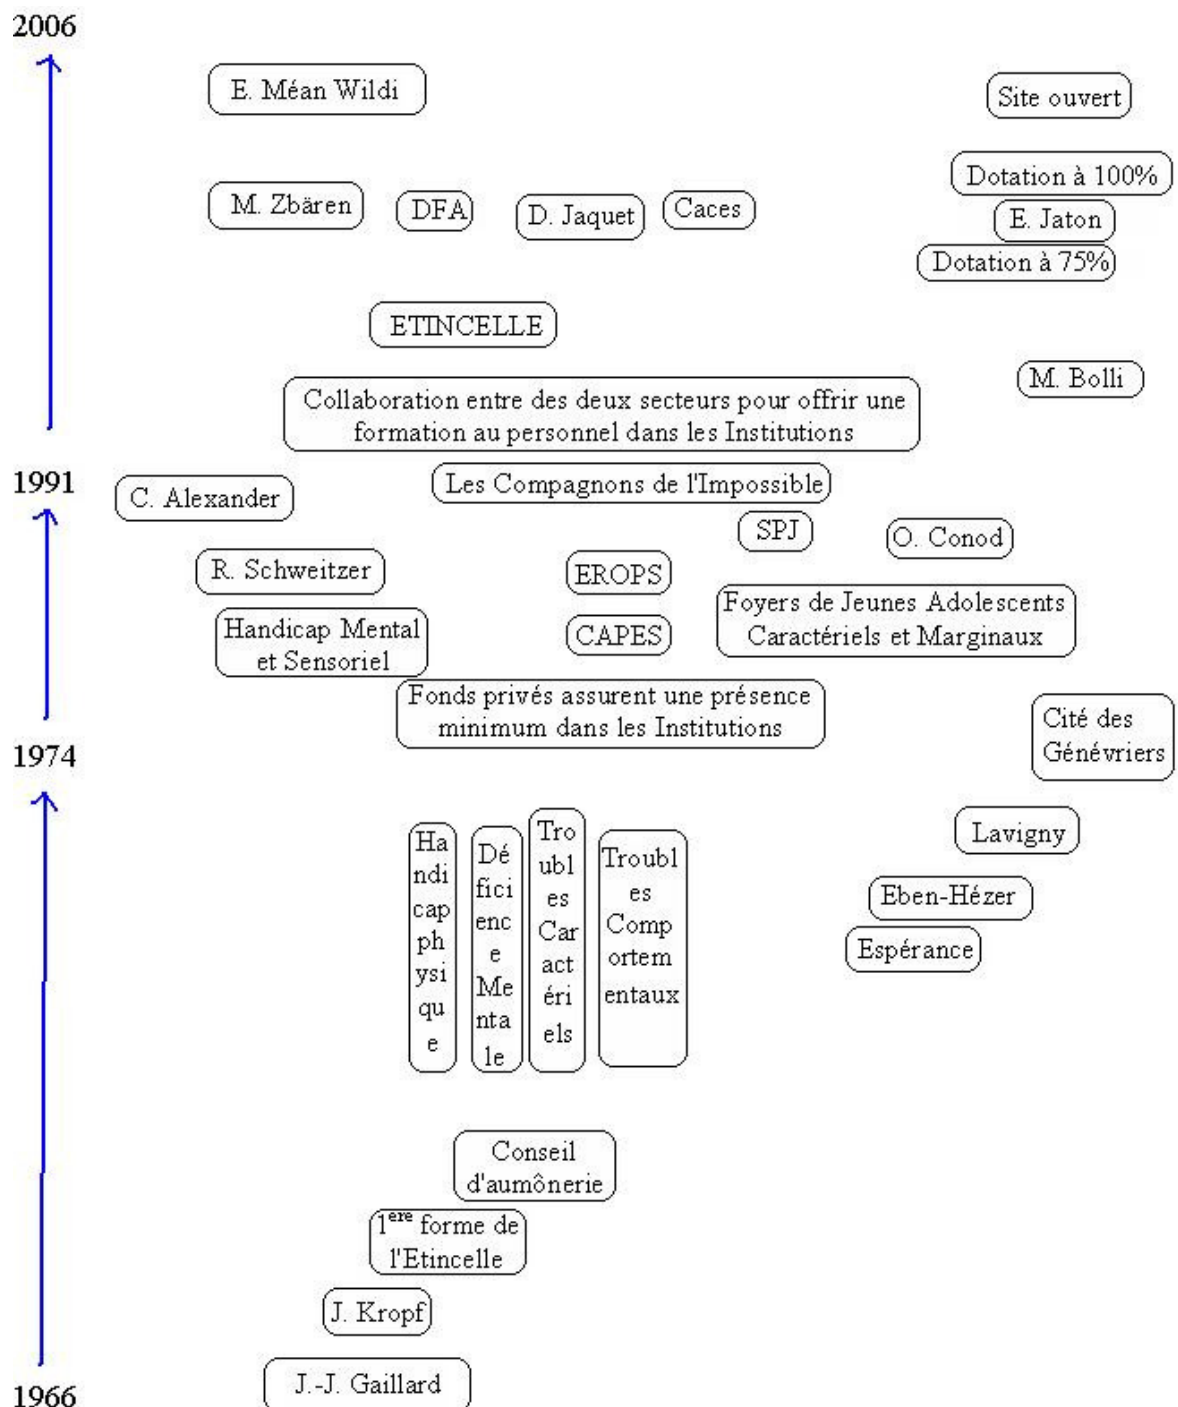 2006
E. Méan Wildi
Site ouvert
Dotation à 100%
M. Zbären
DFA
D. Jaquet
Caces
E. Jaton
Dotation à 75%
ETINCELLE
M. Bolli
Collaboration entre des deux secteurs pour offrir une
formation au personnel dans les Institutions
1991
C. Alexander
Les Compagnons de l'Impossible
SPJ
O. Conod
R. Schweitzer
EROPS
Foyers de Jeunes Adolescents
Caractériels et Marginaux
Handicap Mental
et Sensoriel
CAPES
Fonds privés assurent une présence
minimum dans les Institutions
Cité des
Génévriers
1974
Ha
ndi
cap
ph
ysi
qu
e
Dé
fici
enc
e
Me
nta
le
Tro
ubl
es
Car
act
éri
els
Troubl
es
Comp
ortem
entaux
Lavigny
Eben-Hézer
Espérance
Conseil
d'aumônerie
1ere forme de
l'Etincelle
J. Kropf
J.-J. Gaillard
1966